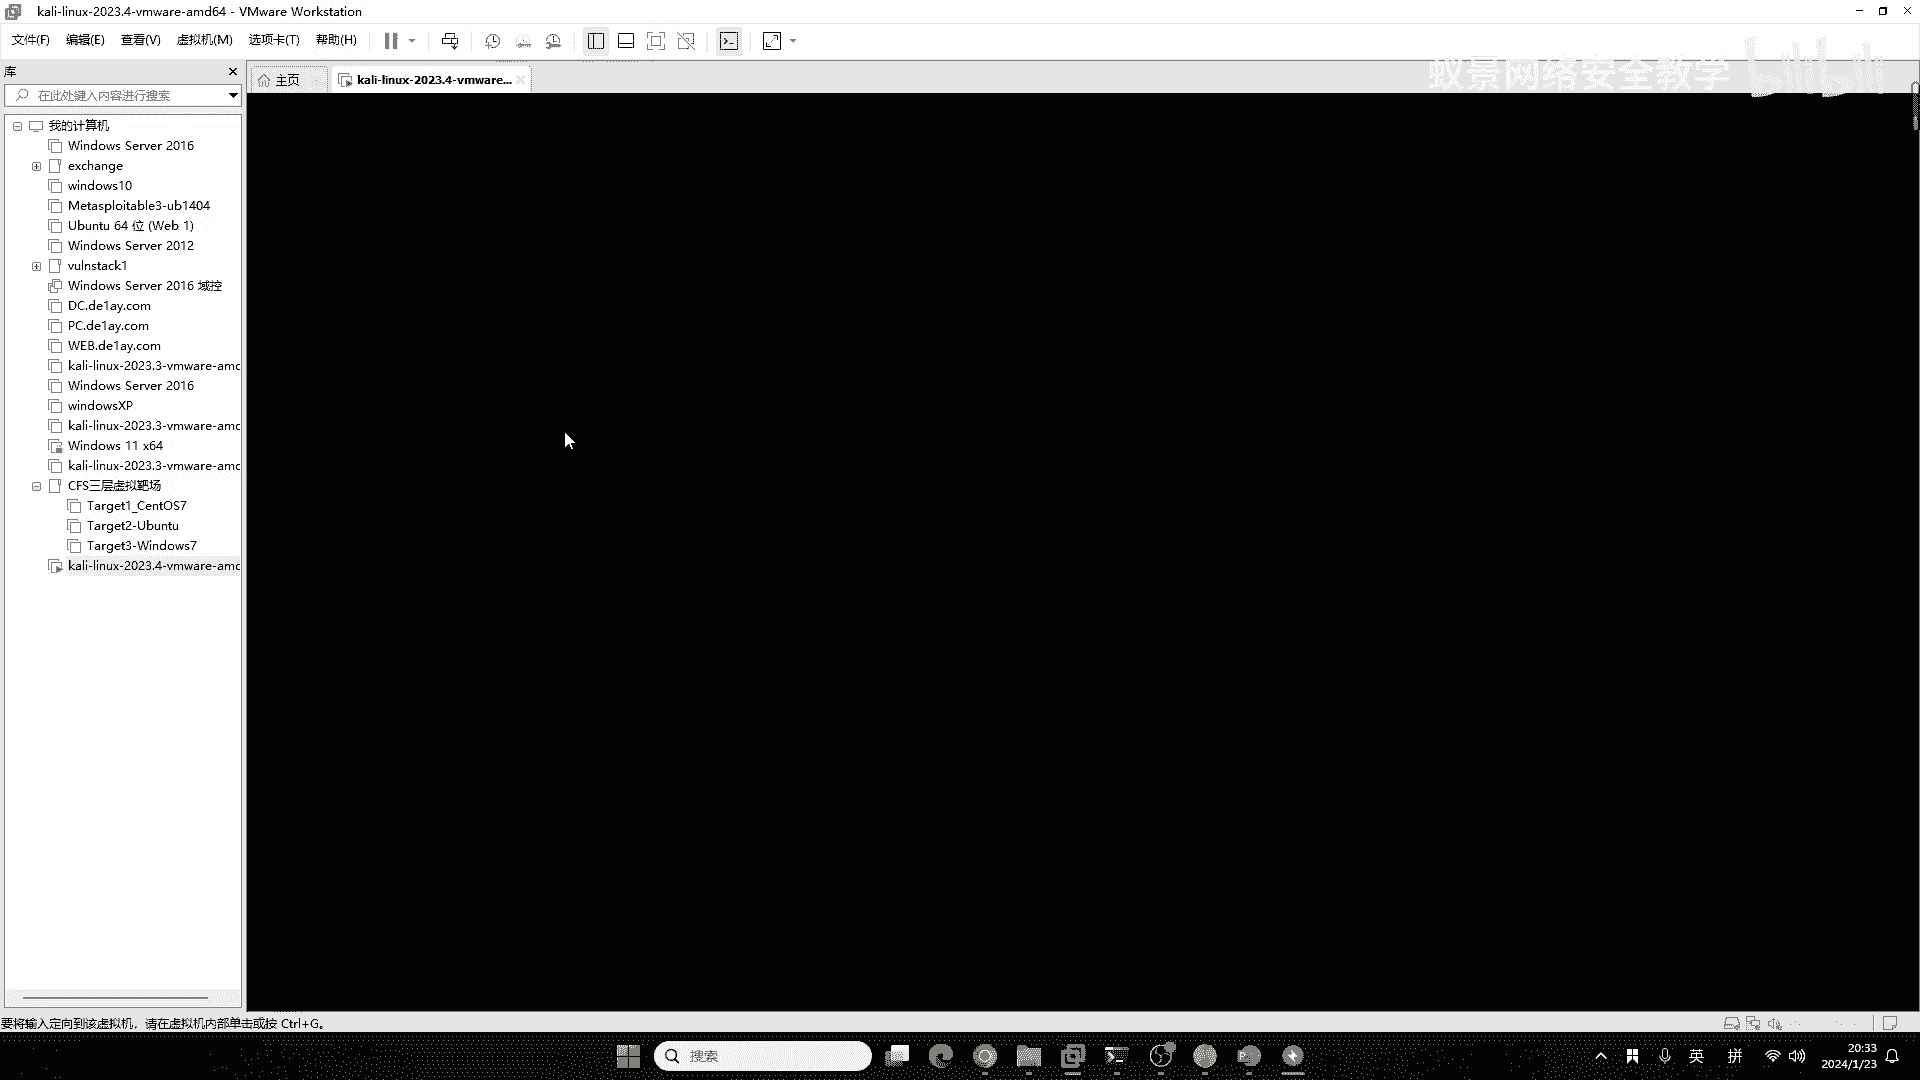 kali-linux-2023.4-vmware-amd64 - VMware Workstation
文件(F) 编辑(E) 查看(V) 虚拟机(M) 选项卡(T) 帮助(H)
库
在此处键入内容进行搜索
主页
kali-linux-2023.4-vmware...
蚁景网络安全教学 bilibili
我的计算机
Windows Server 2016
exchange
windows10
Metasploitable3-ub1404
Ubuntu 64 位 (Web 1)
Windows Server 2012
vulnstack1
Windows Server 2016 域控
DC.de1ay.com
PC.de1ay.com
WEB.de1ay.com
kali-linux-2023.3-vmware-amd
Windows Server 2016
windowsXP
kali-linux-2023.3-vmware-amd
Windows 11 x64
kali-linux-2023.3-vmware-amd
CFS三层虚拟靶场
Target1_CentOS7
Target2-Ubuntu
Target3-Windows7
kali-linux-2023.4-vmware-amd
要将输入定向到该虚拟机，请在虚拟机内部单击或按 Ctrl+G。
搜索
英
拼
20:33
2024/1/23